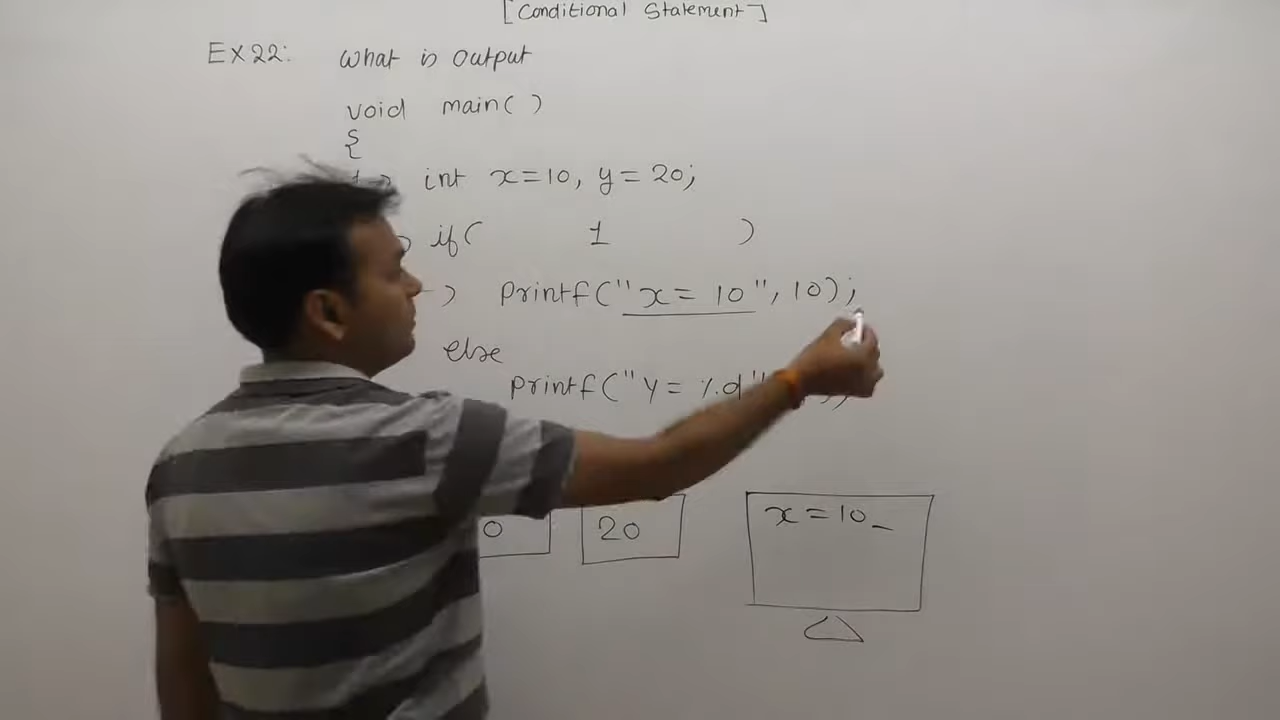 [Conditional Statement]
EX22: What is Output
void main( )
{
int x=10, y=20;
if( 1 )
) printf("x= 10", 10);
else
printf("Y= %d" );
0 20
x=10_